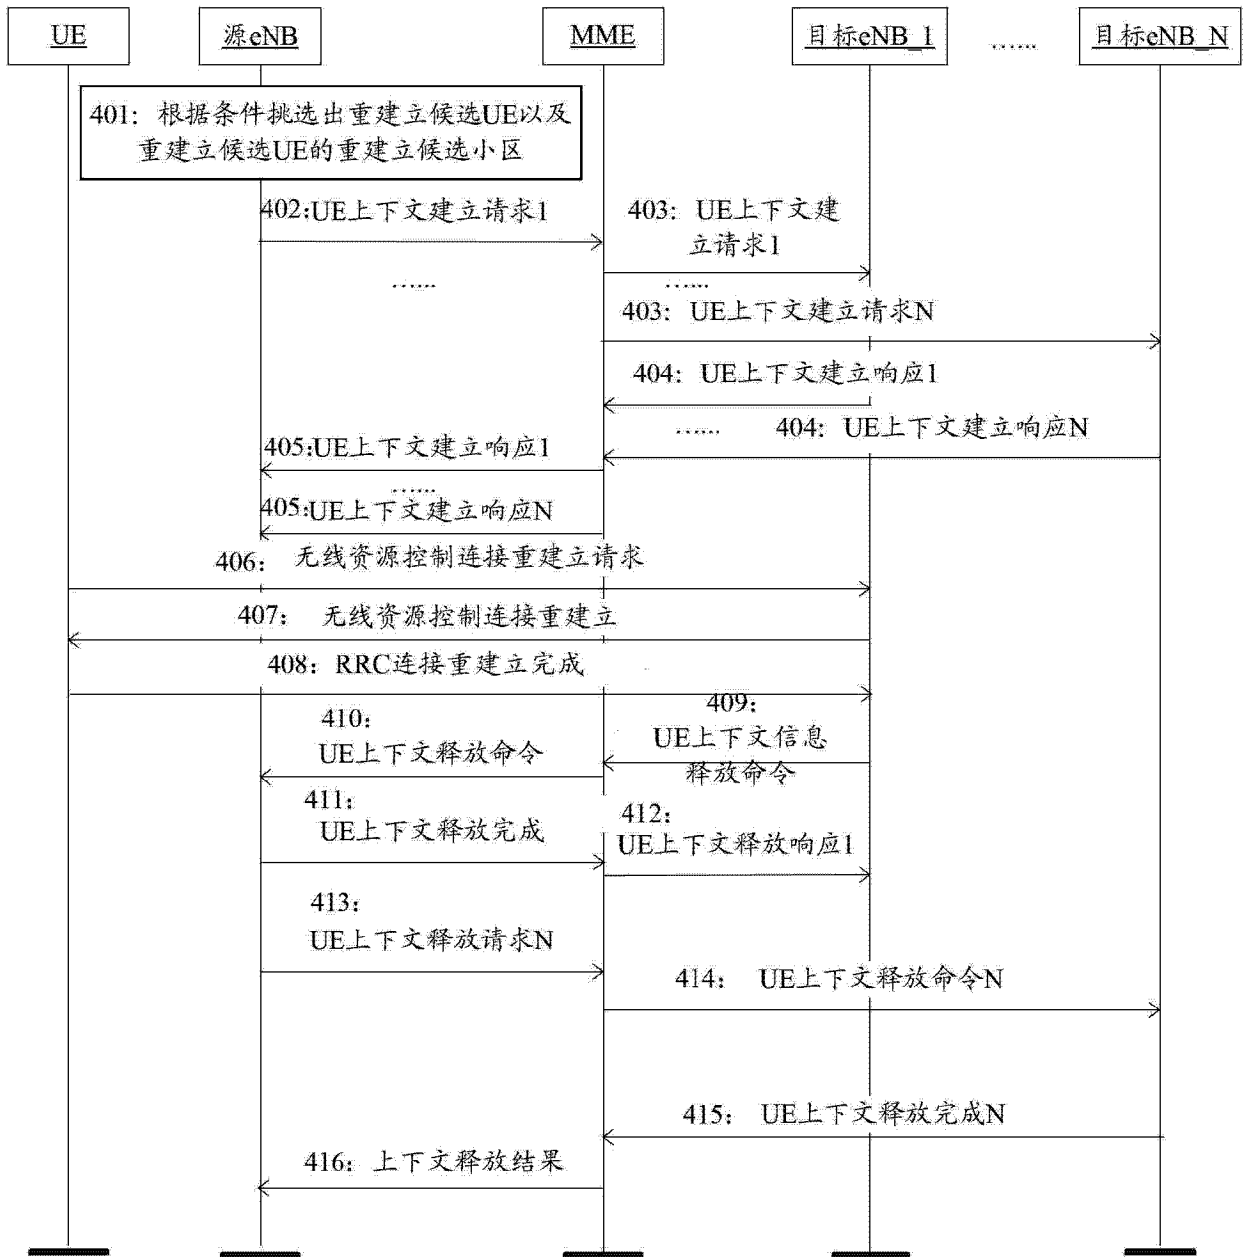 UE
源eNB
MME
目标eNB_1
……
目标eNB_N
401：根据条件挑选出重建立候选UE以及
重建立候选UE的重建立候选小区
402:UE上下文建立请求1
403：UE上下文建
立请求1
……
……
403：UE上下文建立请求N
404：UE上下文建立响应1
……
404：UE上下文建立响应N
405:UE上下文建立响应1
……
405:UE上下文建立响应N
406： 无线资源控制连接重建立请求
407： 无线资源控制连接重建立
408：RRC连接重建立完成
409：
UE上下文信息
释放命令
410：
UE上下文释放命令
411：
UE上下文释放完成
412：
UE上下文释放响应1
413：
UE上下文释放请求N
414： UE上下文释放命令N
415： UE上下文释放完成N
416：上下文释放结果